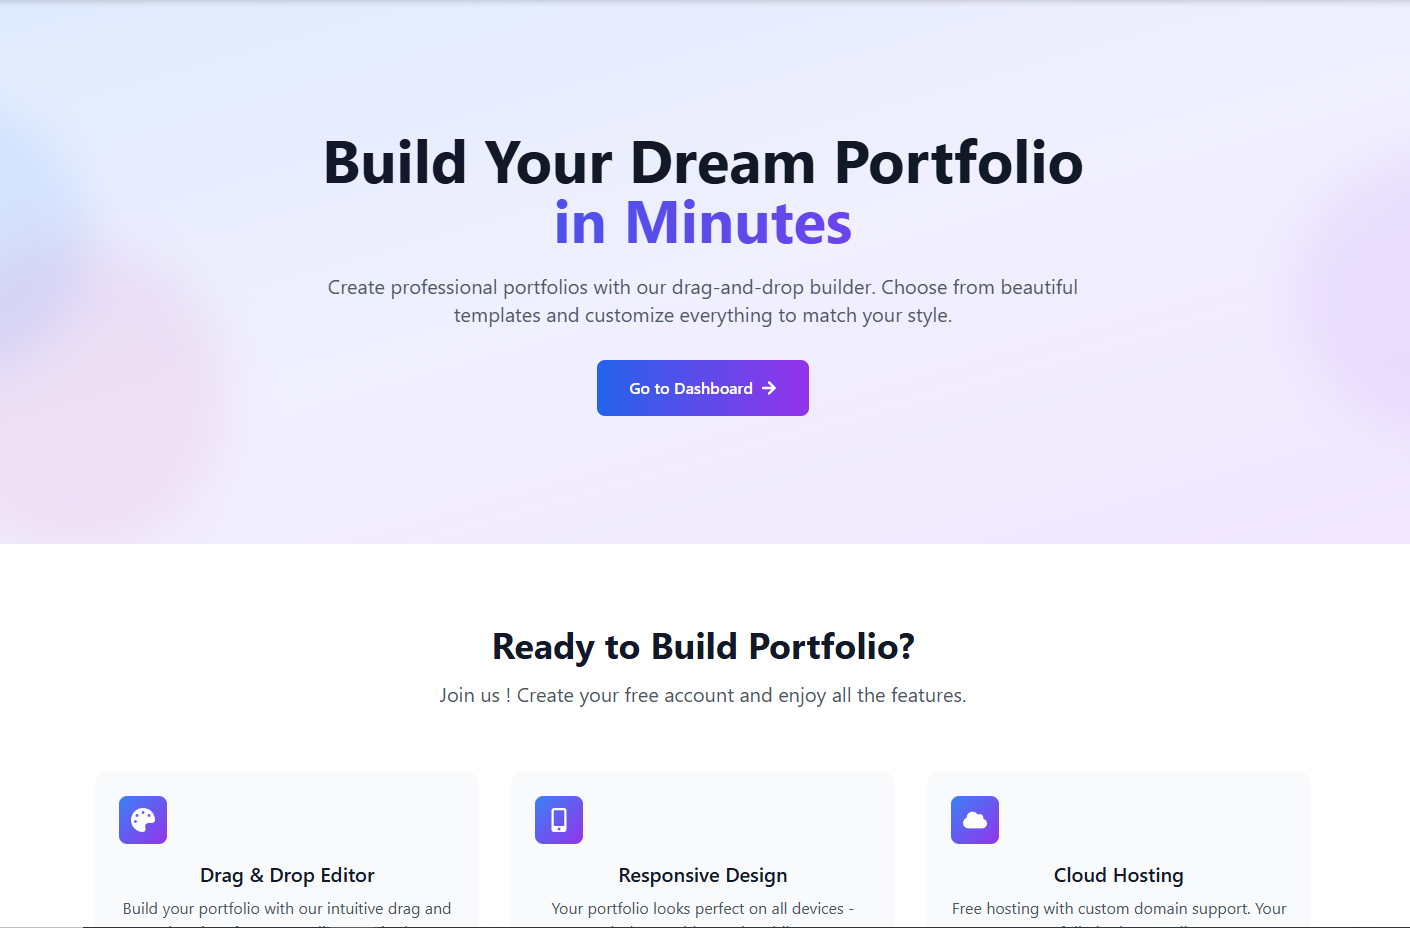 Build Your Dream Portfolio
in Minutes
Create professional portfolios with our drag-and-drop builder. Choose from beautiful
templates and customize everything to match your style.
Go to Dashboard
Ready to Build Portfolio?
Join us ! Create your free account and enjoy all the features.
Drag & Drop Editor
Build your portfolio with our intuitive drag and
Responsive Design
Your portfolio looks perfect on all devices -
Cloud Hosting
Free hosting with custom domain support. Your